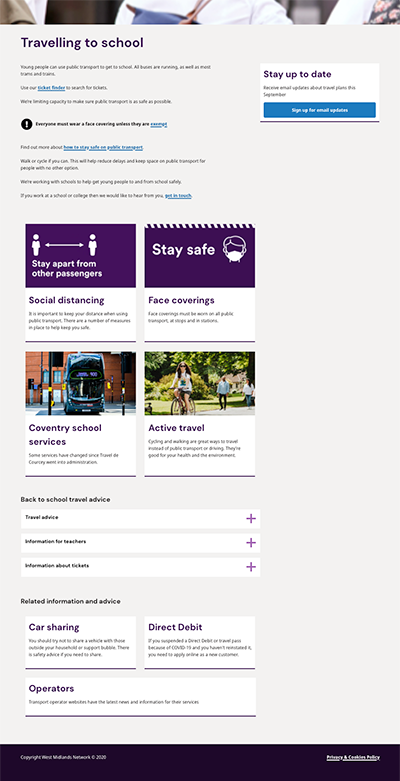 Travelling to school
Young people can use public transport to get to school. All buses are running, as well as most
trams and trains.
Use our ticket finder to search for tickets.
We're limiting capacity to make sure public transport is as safe as possible.
! Everyone must wear a face covering unless they are exempt
Find out more about how to stay safe on public transport.
Walk or cycle if you can. This will help reduce delays and keep space on public transport for
people with no other option.
We're working with schools to help get young people to and from school safely.
If you work at a school or college then we would like to hear from you, get in touch.
Stay up to date
Receive email updates about travel plans this
September
Sign up for email updates
Stay apart from
other passengers
Social distancing
It is important to keep your distance when using
public transport. There are a number of measures
in place to help keep you safe.
Stay safe
Face coverings
Face coverings must be worn on all public
transport, at stops and in stations.
Coventry school
services
Some services have changed since Travel de
Courcey went into administration.
Active travel
Cycling and walking are great ways to travel
instead of public transport or driving. They're
good for your health and the environment.
Back to school travel advice
Travel advice
Information for teachers
Information about tickets
Related information and advice
Car sharing
You should try not to share a vehicle with those
outside your household or support bubble. There
is safety advice if you need to share.
Direct Debit
If you suspended a Direct Debit or travel pass
because of COVID-19 and you haven't reinstated it,
you need to apply online as a new customer.
Operators
Transport operator websites have the latest news and information for their services
Copyright West Midlands Network © 2020
Privacy & Cookies Policy